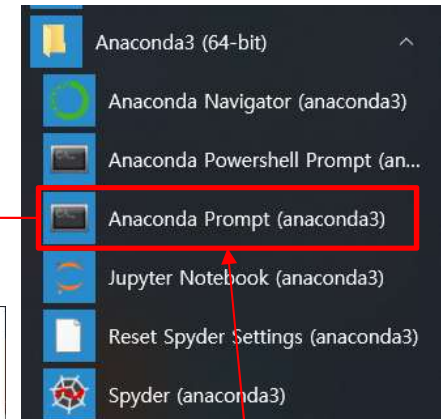 Anaconda3 (64-bit)
Anaconda Navigator (anaconda3)
Anaconda Powershell Prompt (an...
Anaconda Prompt (anaconda3)
Jupyter Notebook (anaconda3)
Reset Spyder Settings (anaconda3)
Spyder (anaconda3)